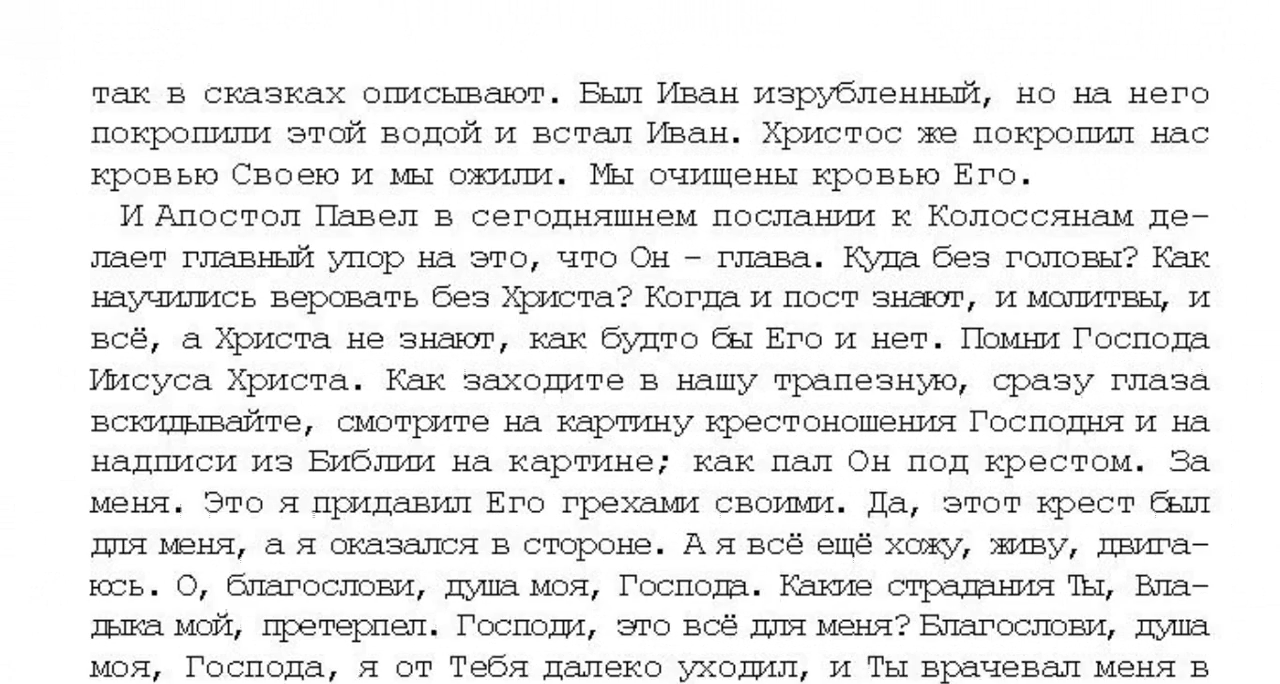 так в сказках описывают. Был Иван изрубленный, но на него
покропили этой водой и встал Иван. Христос же покропил нас
кровью Своею и мы ожили. Мы очищены кровью Его.
И Апостол Павел в сегодняшнем послании к Колоссянам де-
лает главный упор на это, что Он – глава. Куда без головы? Как
научились веровать без Христа? Когда и пост знают, и молитвы, и
всё, а Христа не знают, как будто бы Его и нет. Помни Господа
Иисуса Христа. Как заходите в нашу трапезную, сразу глаза
вскидывайте, смотрите на картину крестоношения Господня и на
надписи из Библии на картине; как пал Он под крестом. За
меня. Это я придавил Его грехами своими. Да, этот крест был
для меня, а я оказался в стороне. А я всё ещё хожу, живу, двига-
юсь. О, благослови, душа моя, Господа. Какие страдания Ты, Вла-
дыка мой, претерпел. Господи, это всё для меня? Благослови, душа
моя, Господа, я от Тебя далеко уходил, и Ты врачевал меня в